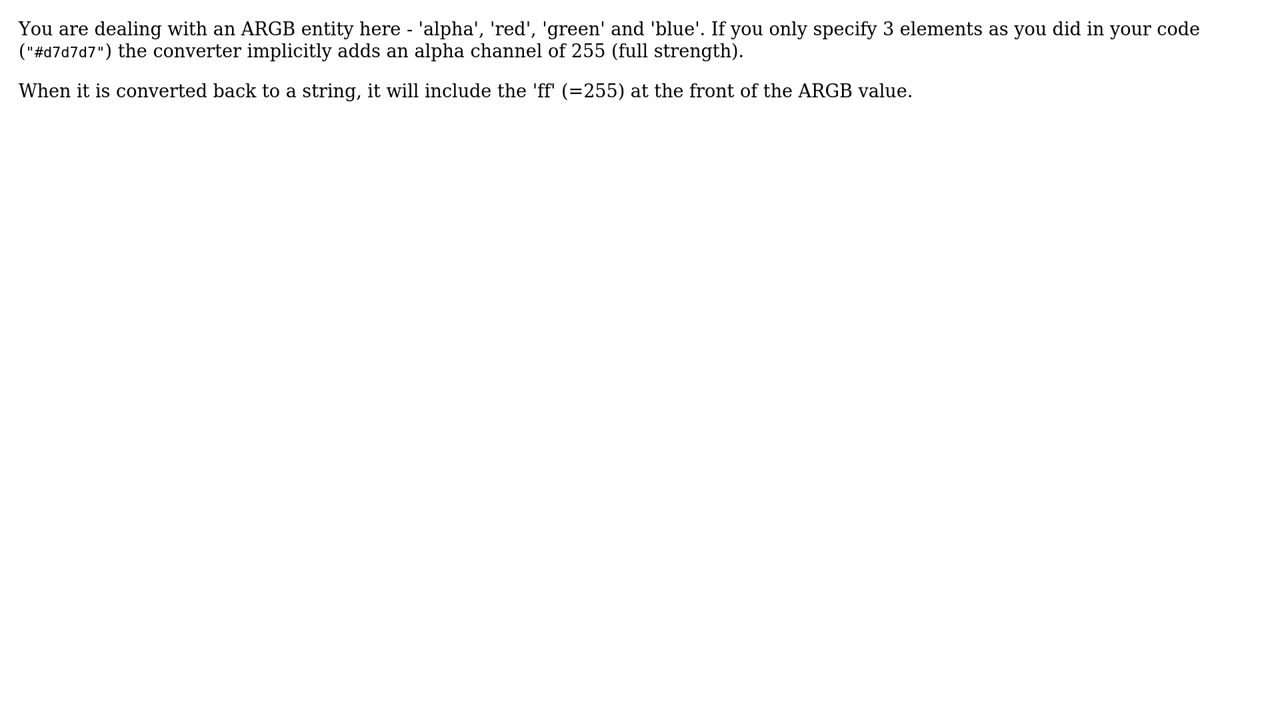 You are dealing with an ARGB entity here - 'alpha', 'red', 'green' and 'blue'. If you only specify 3 elements as you did in your code
("#d7d7d7") the converter implicitly adds an alpha channel of 255 (full strength).
When it is converted back to a string, it will include the 'ff' (=255) at the front of the ARGB value.